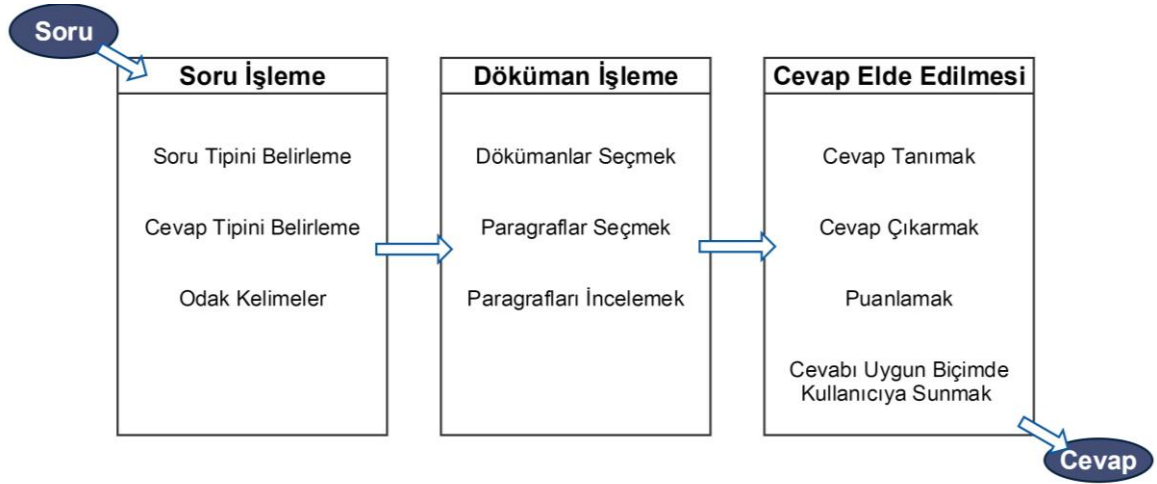 Soru
Soru İşleme
Soru Tipini Belirleme
Cevap Tipini Belirleme
Odak Kelimeler
Döküman İşleme
Dökümanlar Seçmek
Paragraflar Seçmek
Paragrafları İncelemek
Cevap Elde Edilmesi
Cevap Tanımak
Cevap Çıkarmak
Puanlamak
Cevabı Uygun Biçimde
Kullanıcıya Sunmak
Cevap